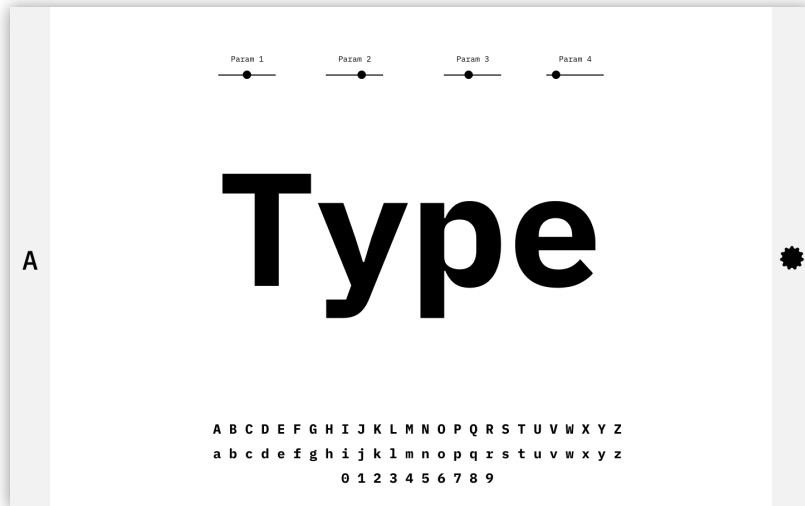 Param 1 Param 2 Param 3 Param 4
Type
A
A B C D E F G H I J K L M N O P Q R S T U V W X Y Z
a b c d e f g h i j k l m n o p q r s t u v w x y z
0 1 2 3 4 5 6 7 8 9